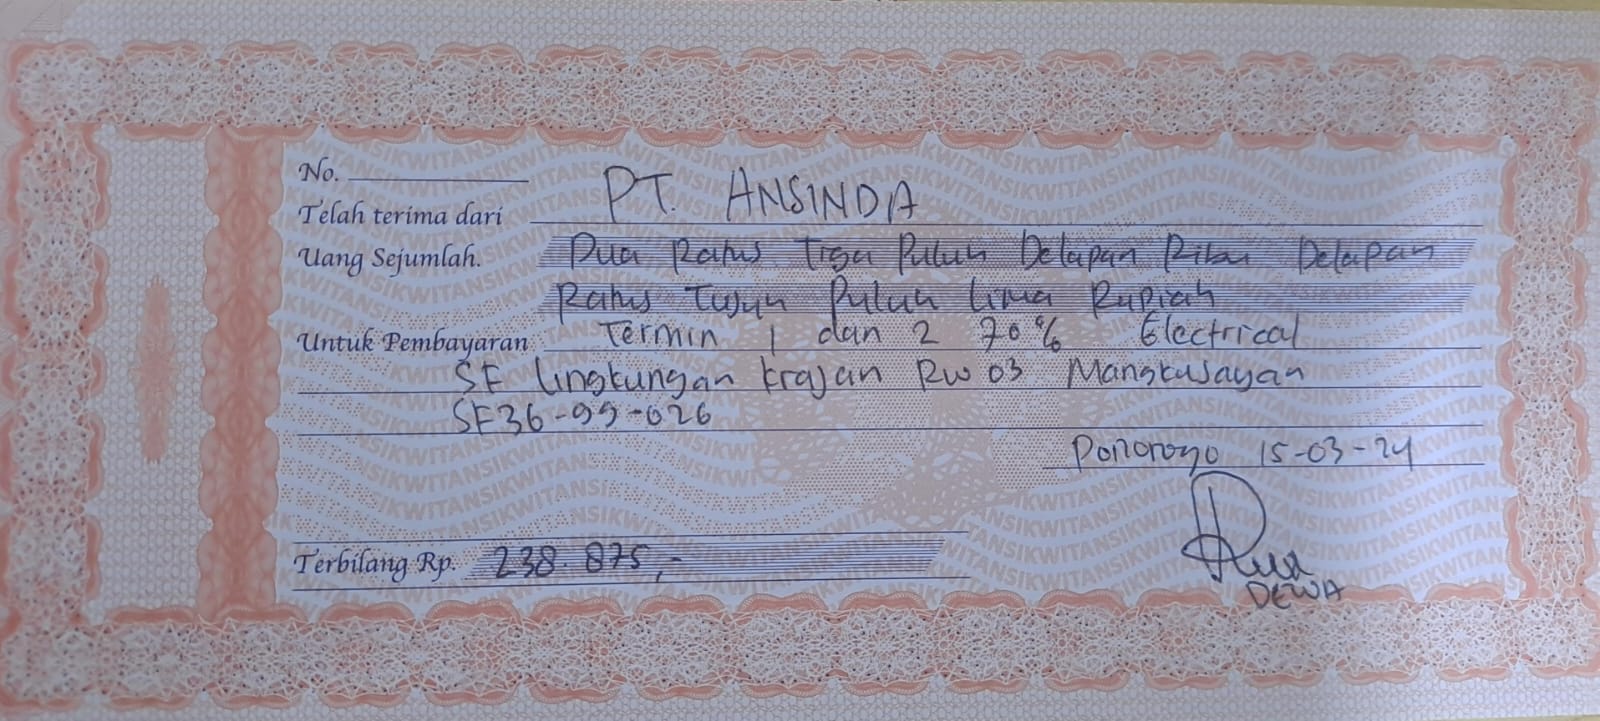 No.
Telah terima dari PT. ANSINDA
Uang Sejumlah. Dua Ratus Tiga Puluh Delapan Ribu Delapan
Ratus Tujuh Puluh Lima Rupiah
Untuk Pembayaran Termin 1 dan 2 70% Electrical
SF lingkungan krajan RW 03 Mangkujayan
SF36-99-026
Ponorogo 15-03-24
Terbilang Rp. 238.875,-
DEWA